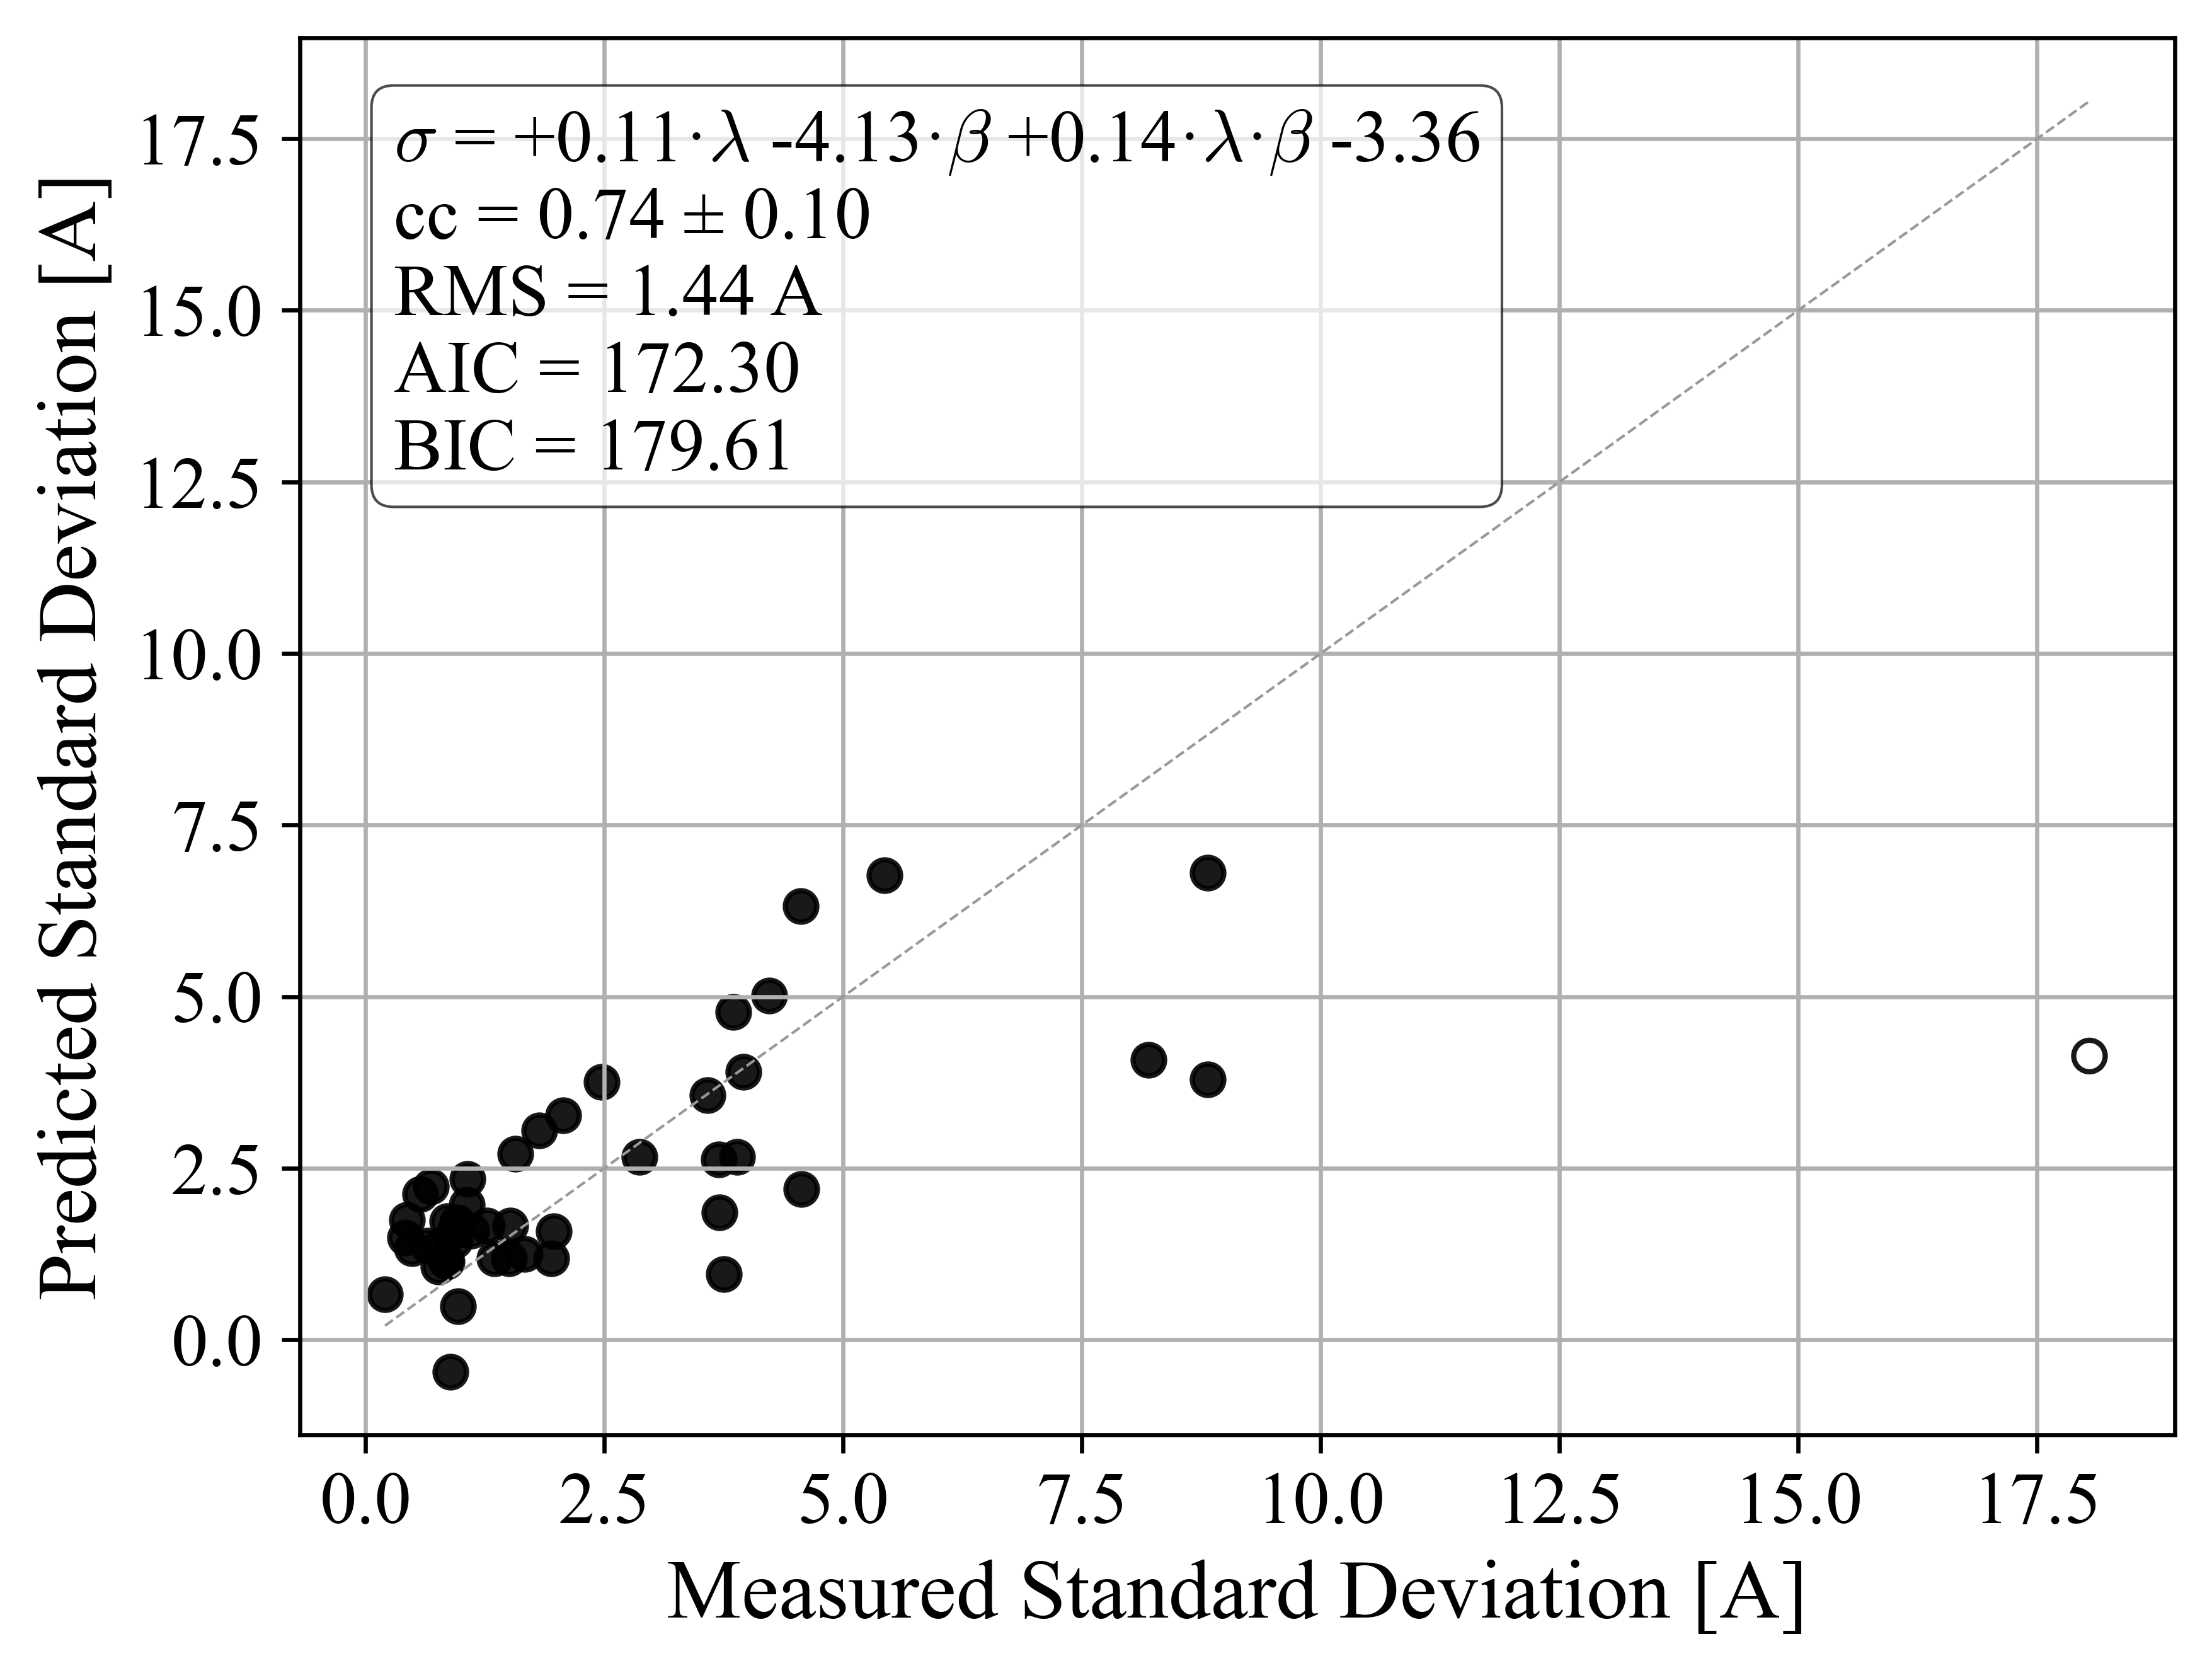 σ = +0.11·λ -4.13·β +0.14·λ·β -3.36
cc = 0.74 ± 0.10
RMS = 1.44 A
AIC = 172.30
BIC = 179.61
17.5
15.0
12.5
10.0
7.5
5.0
2.5
0.0
Predicted Standard Deviation [A]
0.0 2.5 5.0 7.5 10.0 12.5 15.0 17.5
Measured Standard Deviation [A]